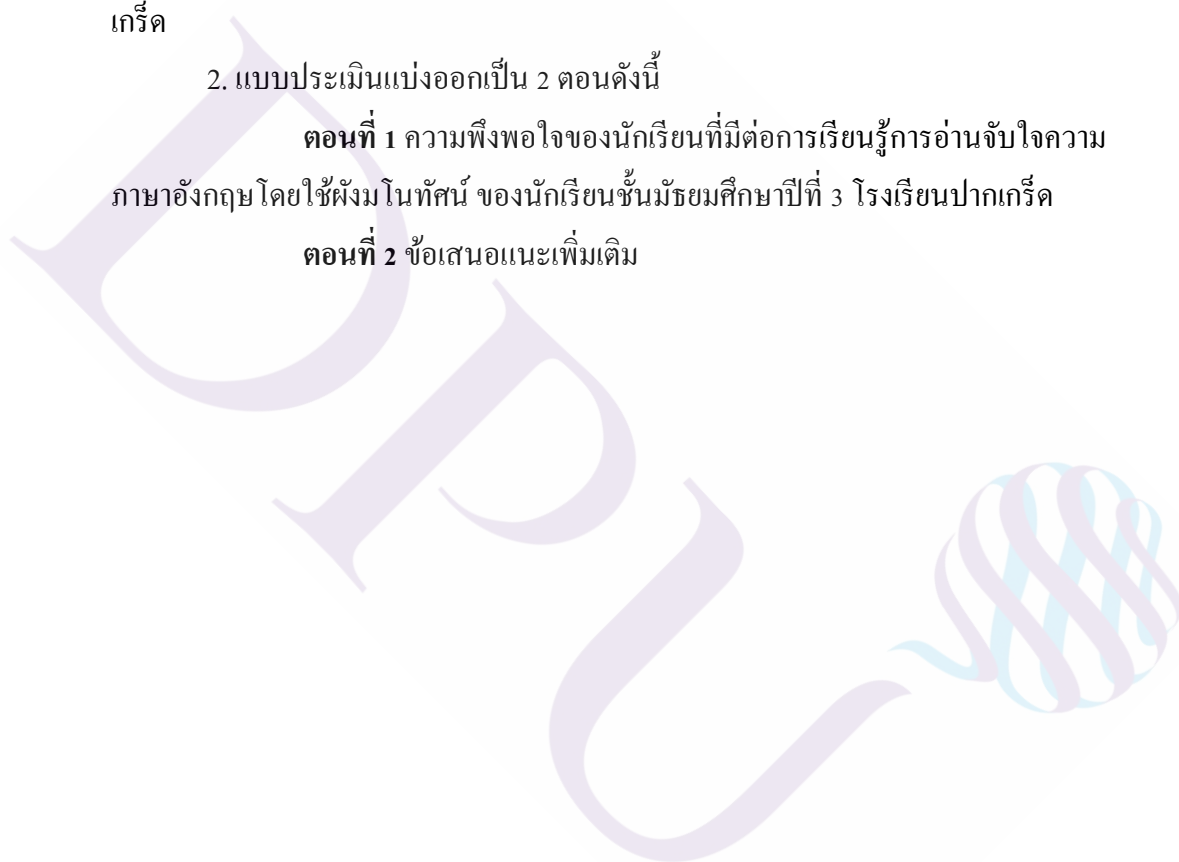 เกร็ด
2. แบบประเมินแบ่งออกเป็น 2 ตอนดังนี้
ตอนที่ 1 ความพึงพอใจของนักเรียนที่มีต่อการเรียนรู้การอ่านจับใจความ
ภาษาอังกฤษโดยใช้ผังมโนทัศน์ ของนักเรียนชั้นมัธยมศึกษาปีที่ 3 โรงเรียนปากเกร็ด
ตอนที่ 2 ข้อเสนอแนะเพิ่มเติม
DPU